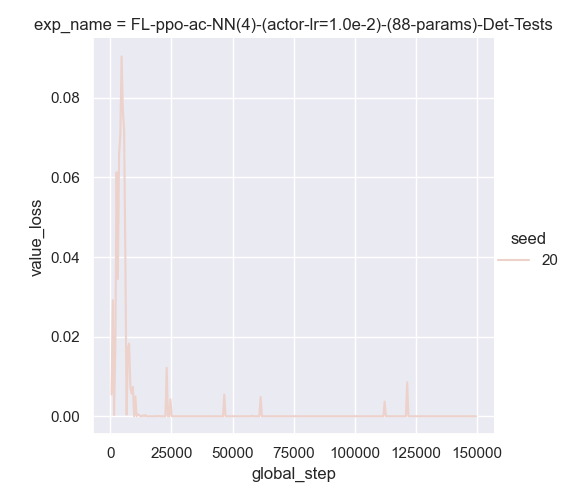 exp_name = FL-ppo-ac-NN(4)-(actor-lr=1.0e-2)-(88-params)-Det-Tests
0.08
0.06
0.04
0.02
0.00
value_loss
0 25000 50000 75000 100000 125000 150000
global_step
seed
20